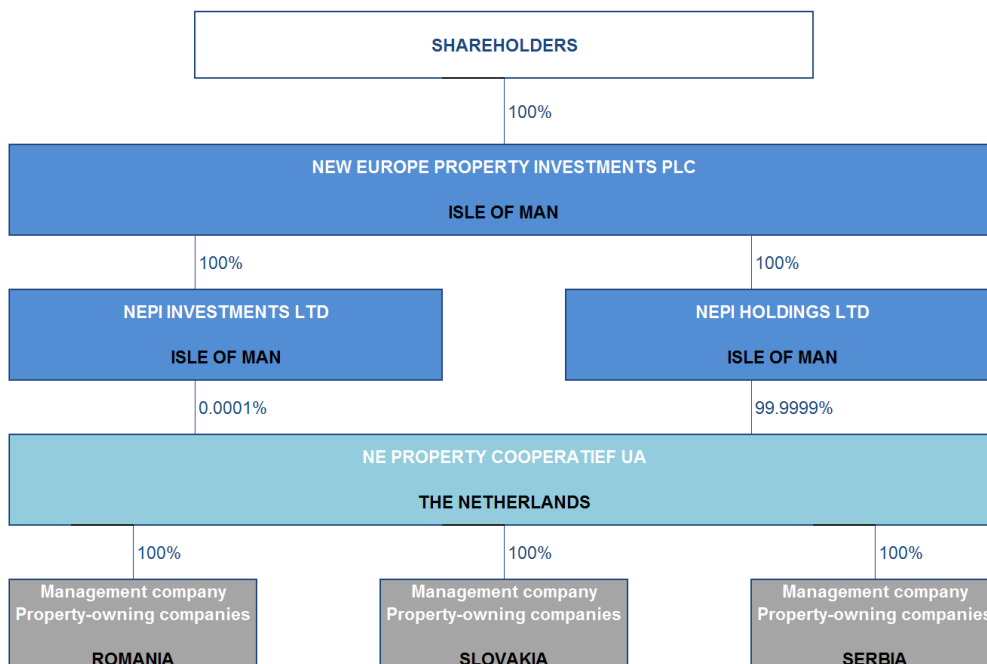 SHAREHOLDERS
100%
NEW EUROPE PROPERTY INVESTMENTS PLC
ISLE OF MAN
100%
100%
NEPI INVESTMENTS LTD
NEPI HOLDINGS LTD
ISLE OF MAN
ISLE OF MAN
0.0001%
99.9999%
NE PROPERTY COOPERATIEF UA
THE NETHERLANDS
100%
100%
100%
Management company
Property-owning companies
ROMANIA
Management company
Property-owning companies
SLOVAKIA
Management company
Property-owning companies
SERBIA